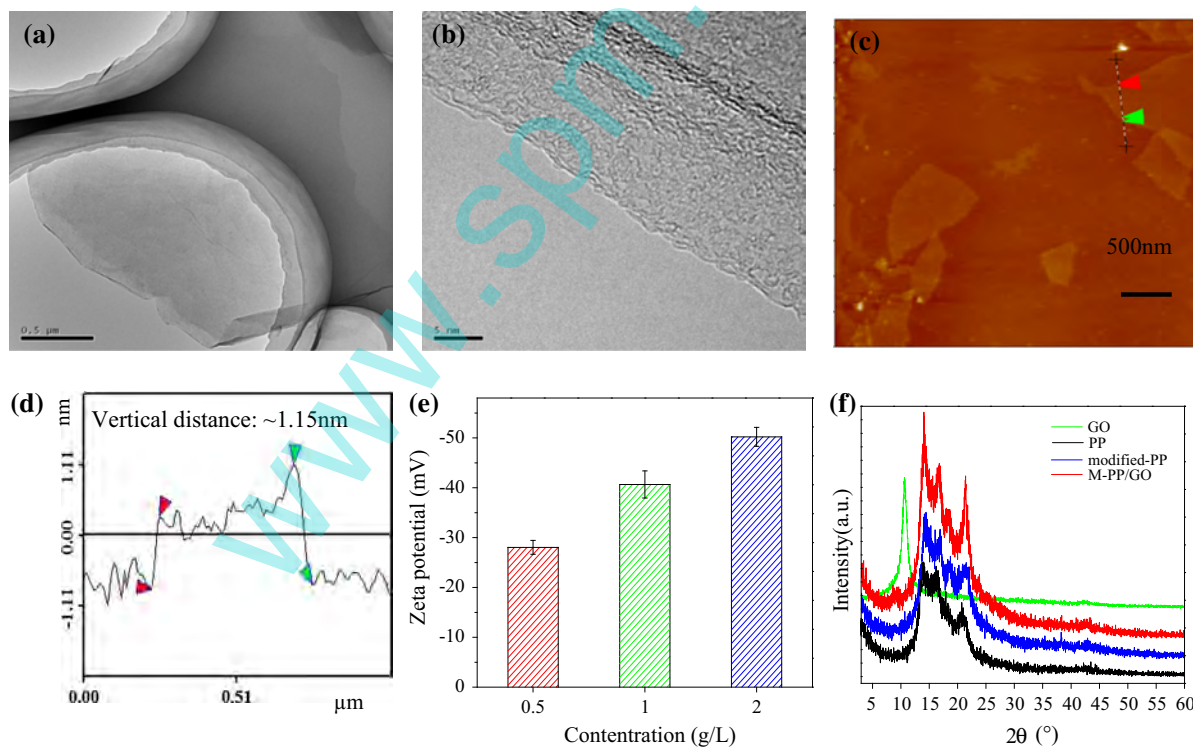 (a)
0.5 µm
(b)
5 nm
(c)
500nm
(d)
Vertical distance: ~1.15nm
nm
1.11
0.00
-1.11
0.00
0.51
µm
(e)
Zeta potential (mV)
-50
-40
-30
-20
-10
0
0.5
1
2
Contentration (g/L)
(f)
GO
PP
modified-PP
M-PP/GO
Intensity(a.u.)
5 10 15 20 25 30 35 40 45 50 55 60
2θ (°)
www.spm.